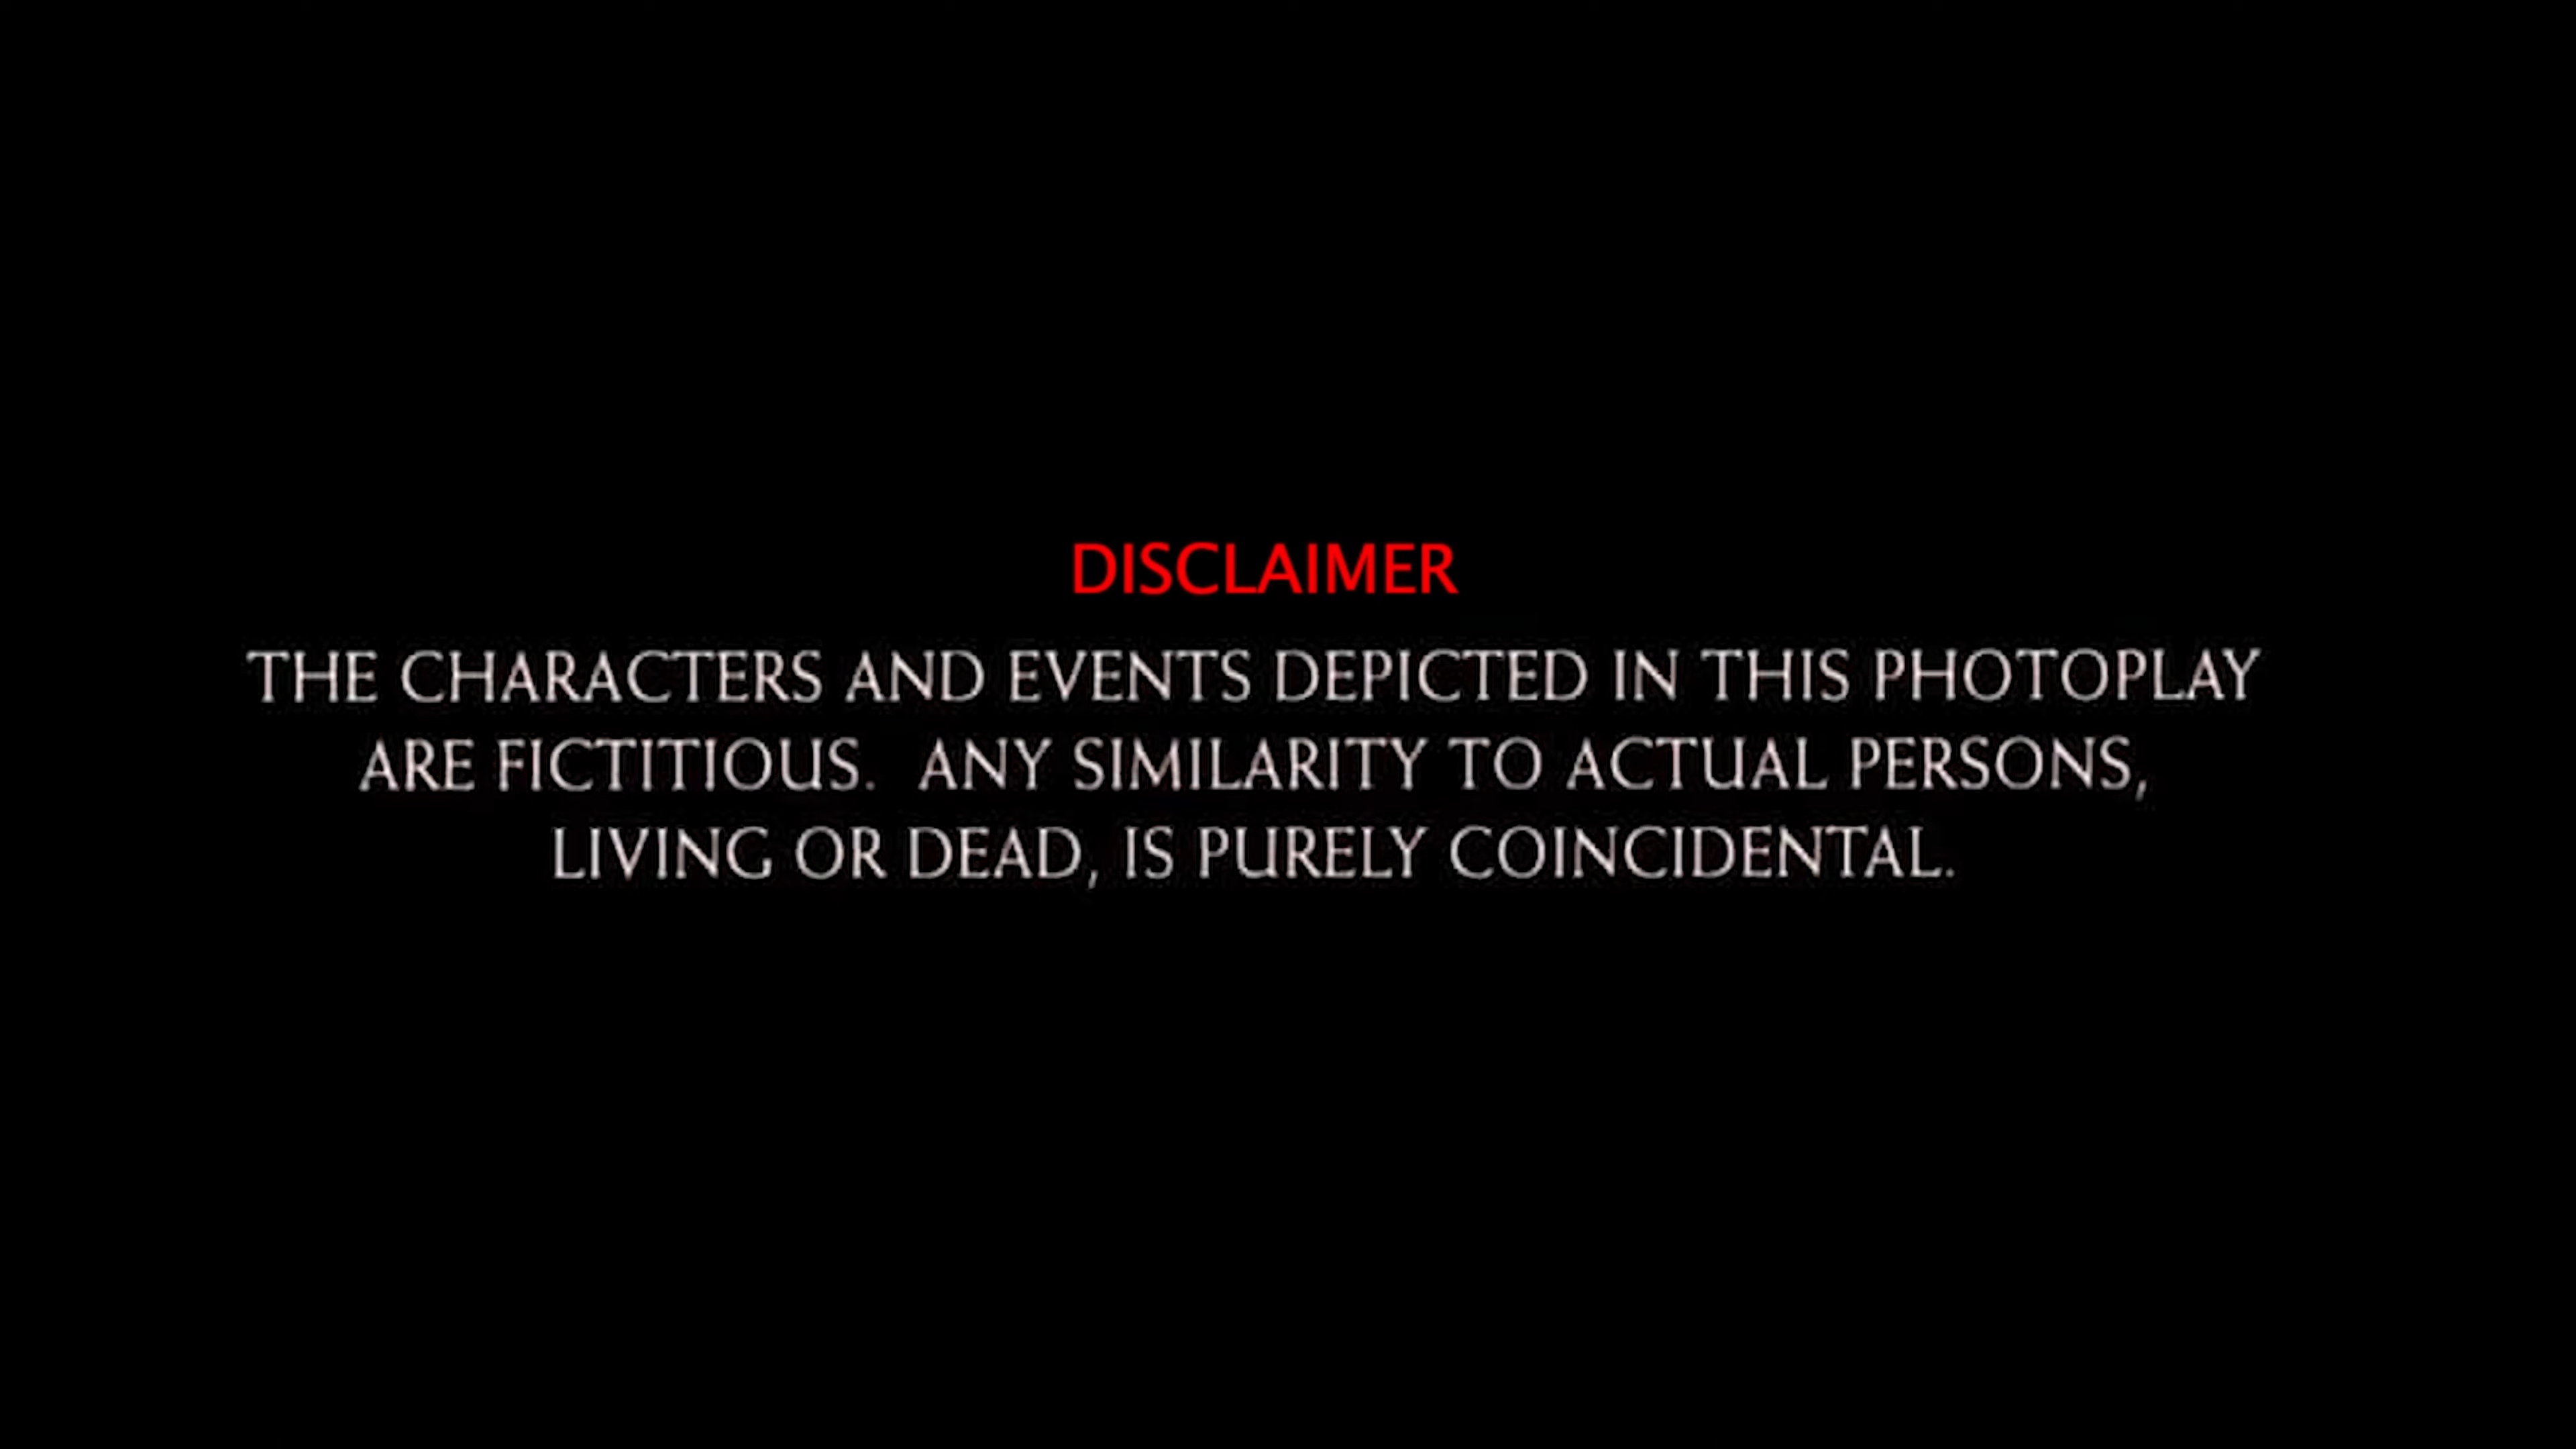 DISCLAIMER
THE CHARACTERS AND EVENTS DEPICTED IN THIS PHOTOPLAY
ARE FICTITIOUS.  ANY SIMILARITY TO ACTUAL PERSONS,
LIVING OR DEAD, IS PURELY COINCIDENTAL.